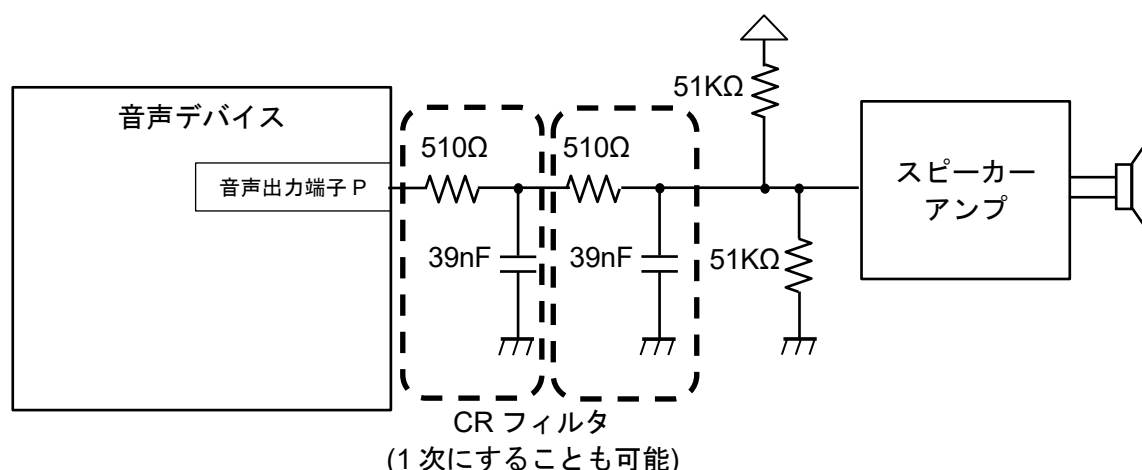 音声デバイス
音声出力端子 P
510Ω
510Ω
39nF
39nF
51KΩ
51KΩ
スピーカー
アンプ
CR フィルタ
(1 次にすることも可能)